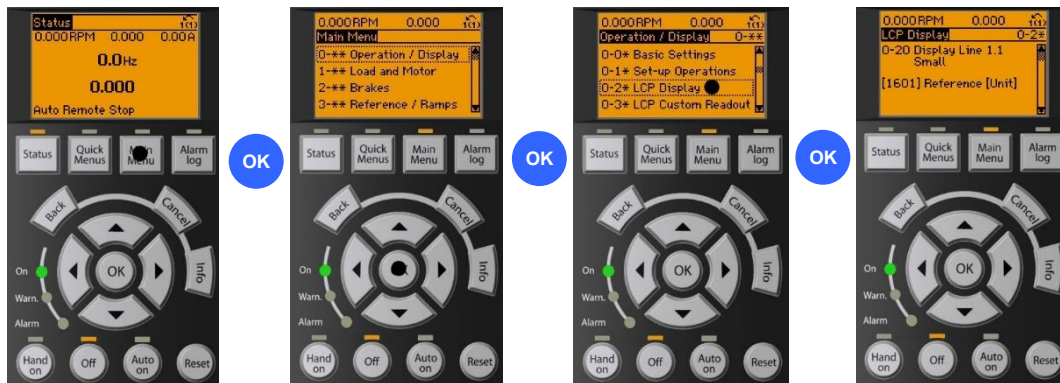 Status 1(1)
0.000RPM 0.000 0.00A
0.0Hz
0.000
Auto Remote Stop
Status
Quick Menus
Main Menu
Alarm log
Back
Cancel
Info
OK
On
Warn.
Alarm
Hand on
Off
Auto on
Reset
OK
0.000RPM 0.000 1(1)
Main Menu
0-** Operation / Display
1-** Load and Motor
2-** Brakes
3-** Reference / Ramps
Status
Quick Menus
Main Menu
Alarm log
Back
Cancel
Info
On
Warn.
Alarm
Hand on
Off
Auto on
Reset
OK
0.000RPM 0.000 1(1)
Operation / Display 0-**
0-0* Basic Settings
0-1* Set-up Operations
0-2* LCP Display
0-3* LCP Custom Readout
Status
Quick Menus
Main Menu
Alarm log
Back
Cancel
Info
OK
On
Warn.
Alarm
Hand on
Off
Auto on
Reset
OK
0.000RPM 0.000 1(1)
LCP Display 0-2*
0-20 Display Line 1.1
Small
[1601] Reference [Unit]
Status
Quick Menus
Main Menu
Alarm log
Back
Cancel
Info
OK
On
Warn.
Alarm
Hand on
Off
Auto on
Reset